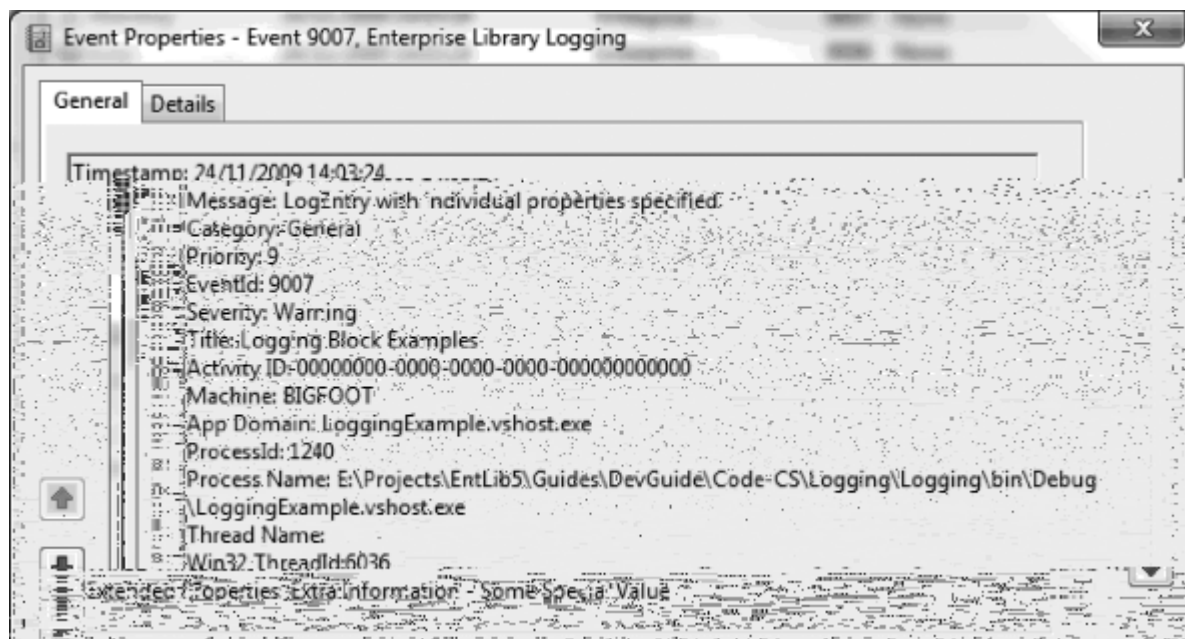 Event Properties - Event 9007, Enterprise Library Logging
General Details
Timestamp: 24/11/2009 14:03:24
Message: LogEntry with individual properties specified.
Category: General
Priority: 9
EventId: 9007
Severity: Warning
Title: Logging Block Examples
Activity ID: 00000000-0000-0000-0000-000000000000
Machine: BIGFOOT
App Domain: LoggingExample.vshost.exe
ProcessId: 1240
Process Name: E:\Projects\EntLib5\Guides\DevGuide\Code-CS\Logging\Logging\bin\Debug
\LoggingExample.vshost.exe
Thread Name:
Win32 ThreadId:6036
Extended Properties: Extra Information - Some Special Value